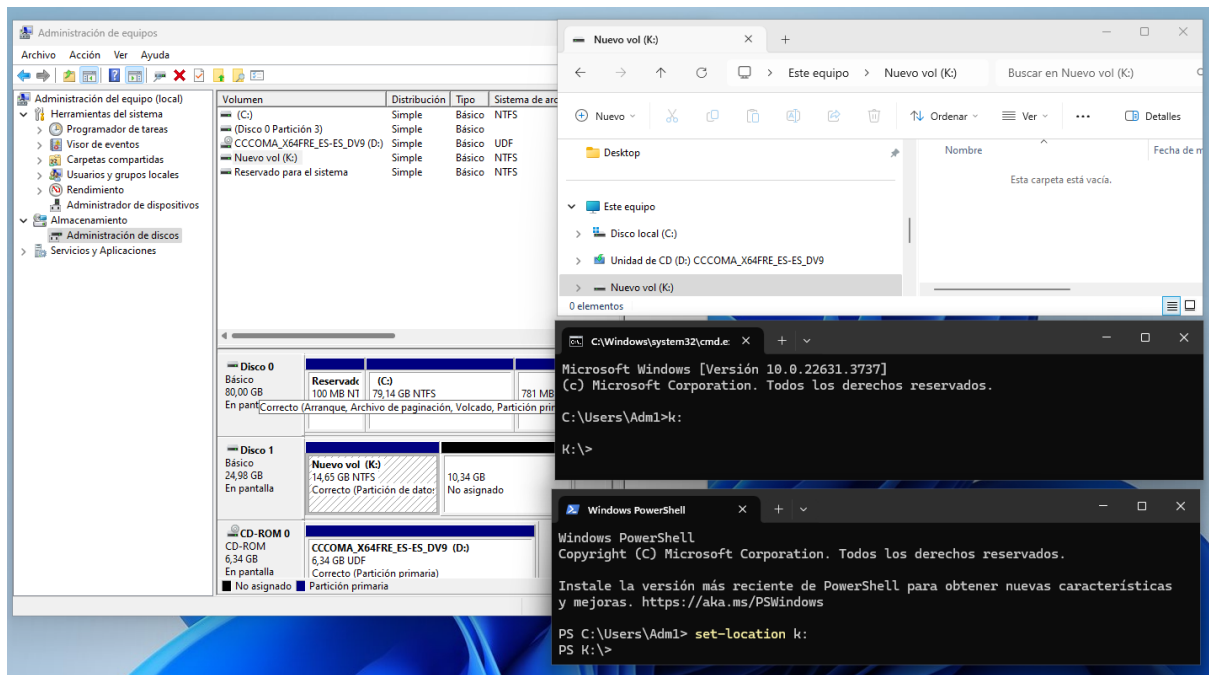 Administración de equipos
Archivo Acción Ver Ayuda
Administración del equipo (local)
Herramientas del sistema
Programador de tareas
Visor de eventos
Carpetas compartidas
Usuarios y grupos locales
Rendimiento
Administrador de dispositivos
Almacenamiento
Administración de discos
Servicios y Aplicaciones
Volumen Distribución Tipo Sistema de arc
(C:) Simple Básico NTFS
(Disco 0 Partición 3) Simple Básico
CCCOMA_X64FRE_ES-ES_DV9 (D:) Simple Básico UDF
Nuevo vol (K:) Simple Básico NTFS
Reservado para el sistema Simple Básico NTFS
Disco 0
Básico
80,00 GB
En pant
Reservadc
100 MB NT
(C:)
79,14 GB NTFS
781 MB
Correcto (Arranque, Archivo de paginación, Volcado, Partición prir
Disco 1
Básico
24,98 GB
En pantalla
Nuevo vol (K:)
14,65 GB NTFS
Correcto (Partición de dato:
10,34 GB
No asignado
CD-ROM 0
CD-ROM
6,34 GB
En pantalla
CCCOMA_X64FRE_ES-ES_DV9 (D:)
6,34 GB UDF
Correcto (Partición primaria)
No asignado Partición primaria
Nuevo vol (K:)
Este equipo > Nuevo vol (K:)
Buscar en Nuevo vol (K:)
Nuevo
Ordenar
Ver
Detalles
Desktop
Este equipo
Disco local (C:)
Unidad de CD (D:) CCCOMA_X64FRE_ES-ES_DV9
Nuevo vol (K:)
Nombre Fecha de m
Esta carpeta está vacía.
0 elementos
C:\Windows\system32\cmd.e:
Microsoft Windows [Versión 10.0.22631.3737]
(c) Microsoft Corporation. Todos los derechos reservados.
C:\Users\Adm1>k:
K:\>
Windows PowerShell
Windows PowerShell
Copyright (C) Microsoft Corporation. Todos los derechos reservados.
Instale la versión más reciente de PowerShell para obtener nuevas características
y mejoras. https://aka.ms/PSWindows
PS C:\Users\Adm1> set-location k:
PS K:\>